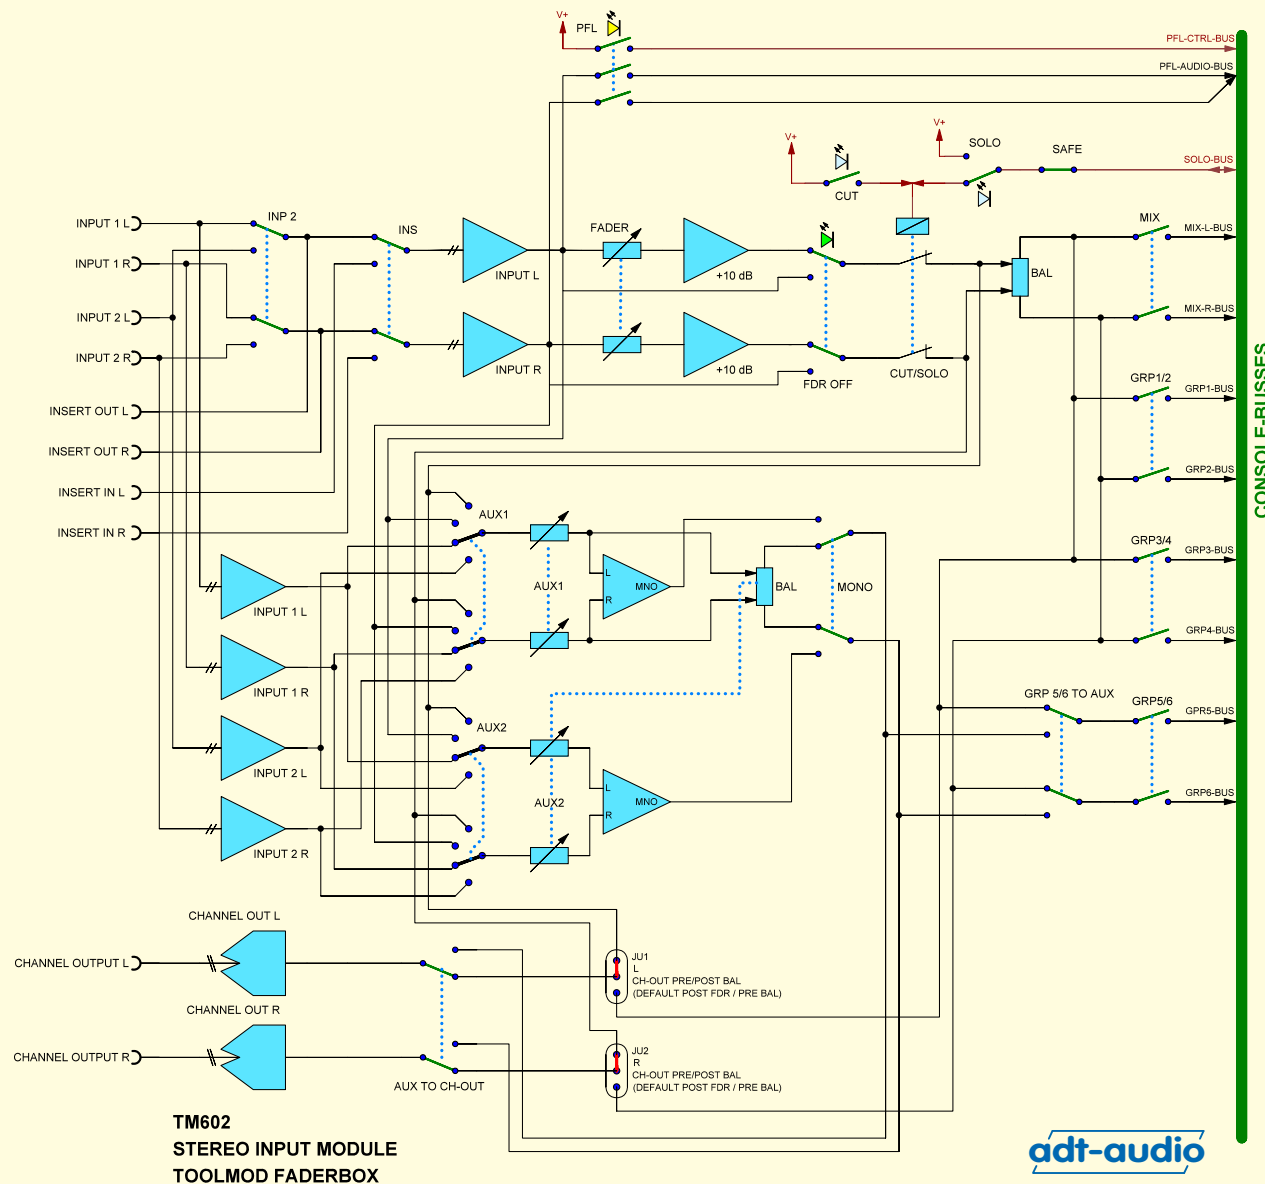 V+
PFL
PFL-CTRL-BUS
PFL-AUDIO-BUS
V+
V+
SOLO
SAFE
SOLO-BUS
CUT
INPUT 1 L
INP 2
INS
FADER
MIX
MIX-L-BUS
INPUT 1 R
INPUT L
+10 dB
BAL
INPUT 2 L
MIX-R-BUS
INPUT 2 R
INPUT R
+10 dB
FDR OFF
CUT/SOLO
GRP1/2
GRP1-BUS
INSERT OUT L
INSERT OUT R
GRP2-BUS
CONSOLE-BUSSES
INSERT IN L
INSERT IN R
AUX1
GRP3/4
GRP3-BUS
L
AUX1
MNO
BAL
MONO
R
INPUT 1 L
GRP4-BUS
INPUT 1 R
GRP 5/6 TO AUX
GRP5/6
GPR5-BUS
AUX2
INPUT 2 L
L
AUX2
MNO
R
GRP6-BUS
INPUT 2 R
CHANNEL OUT L
CHANNEL OUTPUT L
JU1
L
CH-OUT PRE/POST BAL
(DEFAULT POST FDR / PRE BAL)
CHANNEL OUT R
CHANNEL OUTPUT R
JU2
R
CH-OUT PRE/POST BAL
(DEFAULT POST FDR / PRE BAL)
AUX TO CH-OUT
TM602
STEREO INPUT MODULE
TOOLMOD FADERBOX
adt-audio